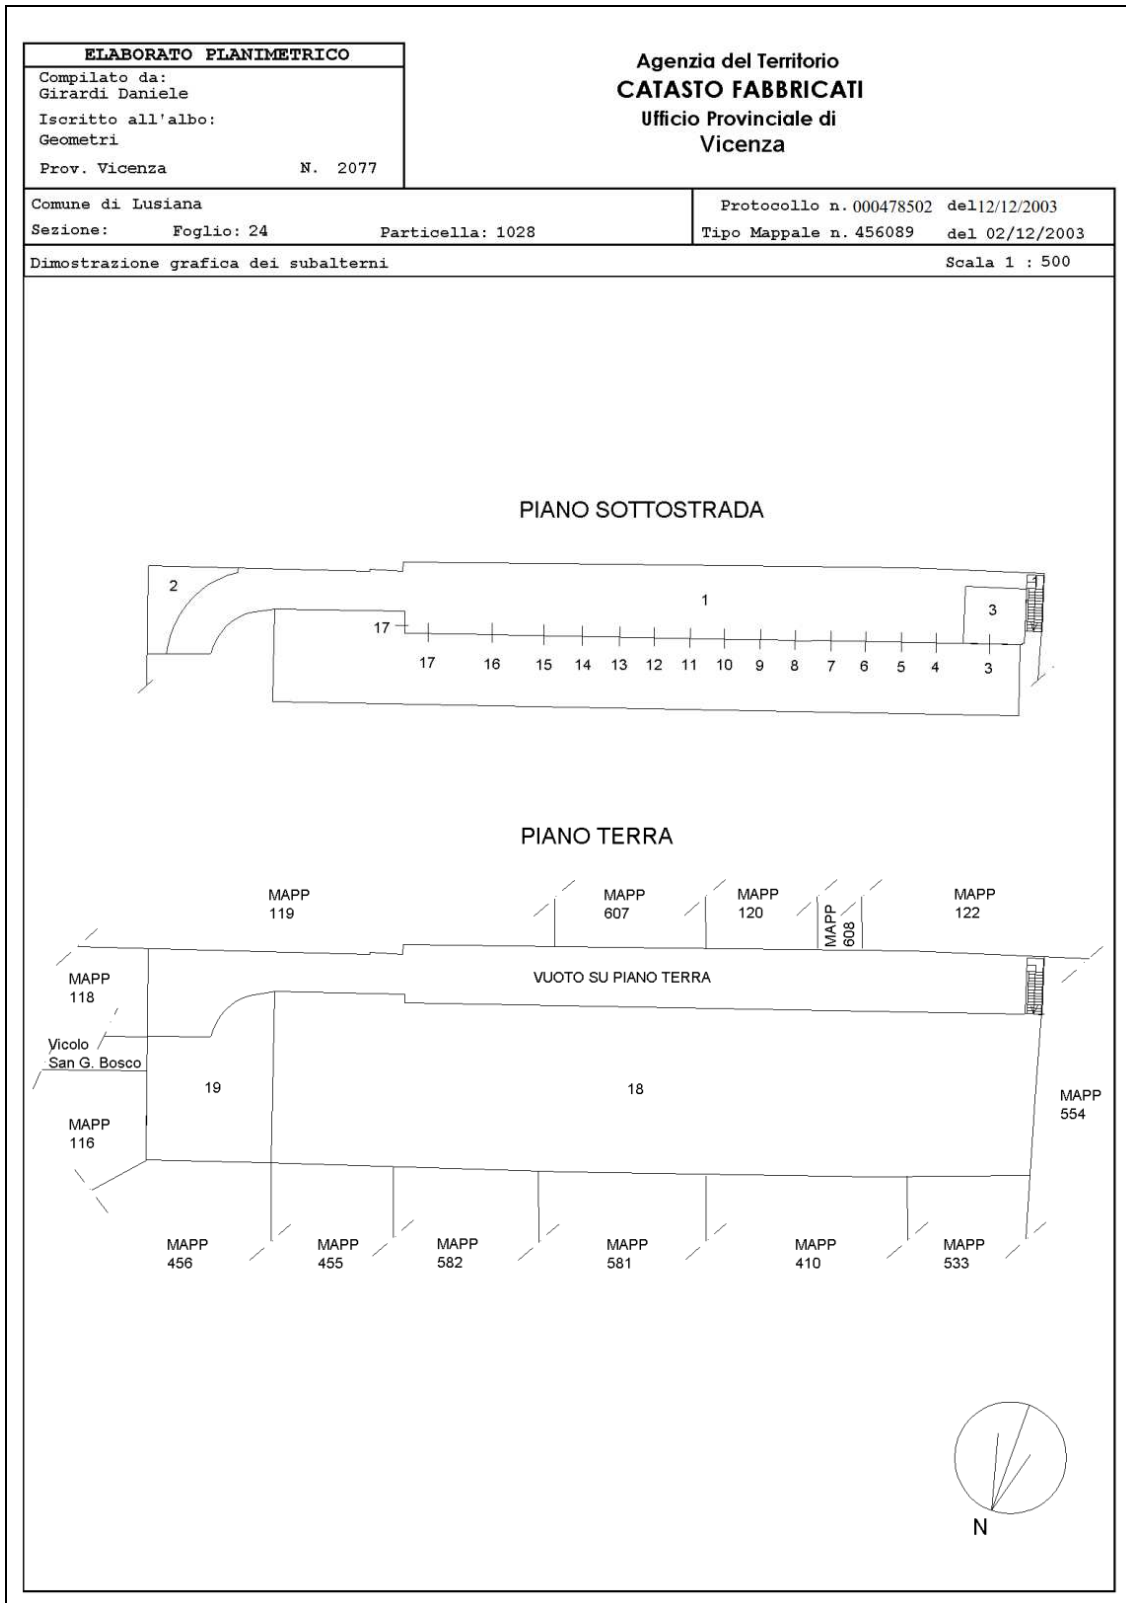 ELABORATO PLANIMETRICO
Compilato da:
Girardi Daniele
Iscritto all'albo:
Geometri
Prov. Vicenza N. 2077
Agenzia del Territorio
CATASTO FABBRICATI
Ufficio Provinciale di
Vicenza
Comune di Lusiana
Sezione: Foglio: 24 Particella: 1028
Protocollo n. 000478502 del 12/12/2003
Tipo Mappale n. 456089 del 02/12/2003
Dimostrazione grafica dei subalterni Scala 1 : 500
PIANO SOTTOSTRADA
2
1
1
3
17
17 16 15 14 13 12 11 10 9 8 7 6 5 4 3
PIANO TERRA
MAPP
119
MAPP
607
MAPP
120
MAPP
608
MAPP
122
MAPP
118
VUOTO SU PIANO TERRA
Vicolo
San G. Bosco
19
18
MAPP
116
MAPP
554
MAPP
456
MAPP
455
MAPP
582
MAPP
581
MAPP
410
MAPP
533
N